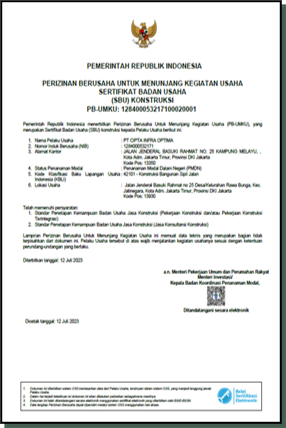 PEMERINTAH REPUBLIK INDONESIA
PERIZINAN BERUSAHA UNTUK MENUNJANG KEGIATAN USAHA
SERTIFIKAT BADAN USAHA
(SBU) KONSTRUKSI
PB-UMKU: 128400053217100020001
Pemerintah Republik Indonesia menerbitkan Perizinan Berusaha Untuk Menunjang Kegiatan Usaha (PB-UMKU), yang
merupakan Sertifikat Badan Usaha (SBU) konstruksi kepada Pelaku Usaha berikut ini:
1. Nama Pelaku Usaha : PT CIPTA INFRA OPTIMA
2. Nomor Induk Berusaha (NIB) : 1284000532171
3. Alamat Kantor : JALAN JENDERAL BASUKI RAHMAT NO. 25 KAMPUNG MELAYU, ,
Kota Adm. Jakarta Timur, Provinsi DKI Jakarta
Kode Pos: 13350
4. Status Penanaman Modal : Penanaman Modal Dalam Negeri (PMDN)
5. Kode Klasifikasi Baku Lapangan Usaha Indonesia (KBLI) : 42101 - Konstruksi Bangunan Sipil Jalan
6. Lokasi Usaha : Jalan Jenderal Basuki Rahmat no 25 Desa/Kelurahan Rawa Bunga, Kec.
Jatinegara, Kota Adm. Jakarta Timur, Provinsi DKI Jakarta
Kode Pos:
Telah memenuhi persyaratan:
1. Standar Penetapan Kemampuan Badan Usaha Jasa Konstruksi (Pekerjaan Konstruksi dan/atau Pekerjaan Konstruksi
Terintegrasi)
2. Standar Penetapan Kemampuan Badan Usaha Jasa Konstruksi (Jasa Konsultansi Konstruksi)
Lampiran Perizinan Berusaha Untuk Menunjang Kegiatan Usaha ini memuat data teknis yang merupakan bagian tidak
terpisahkan dari dokumen ini. Pelaku Usaha tersebut di atas wajib menjalankan kegiatan usahanya sesuai dengan ketentuan
perundang-undangan yang berlaku.
Diterbitkan tanggal: 12 Juli 2023
a.n. Menteri Pekerjaan Umum dan Perumahan Rakyat
Menteri Investasi/
Kepala Badan Koordinasi Penanaman Modal,
Ditandatangani secara elektronik
Dicetak tanggal: 12 Juli 2023
Balai
Sertifikasi
Elektronik